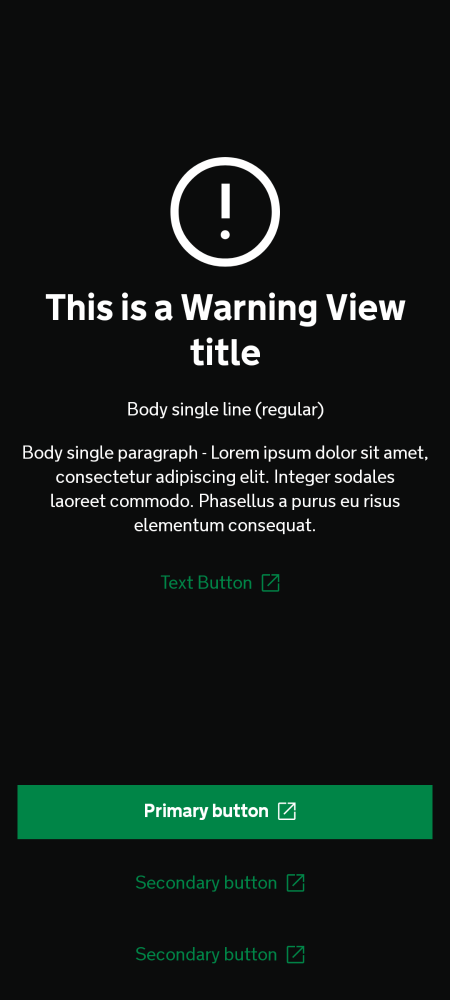 This is a Warning View
title
Body single line (regular)
Body single paragraph - Lorem ipsum dolor sit amet,
consectetur adipiscing elit. Integer sodales
laoreet commodo. Phasellus a purus eu risus
elementum consequat.
Text Button
Primary button
Secondary button
Secondary button